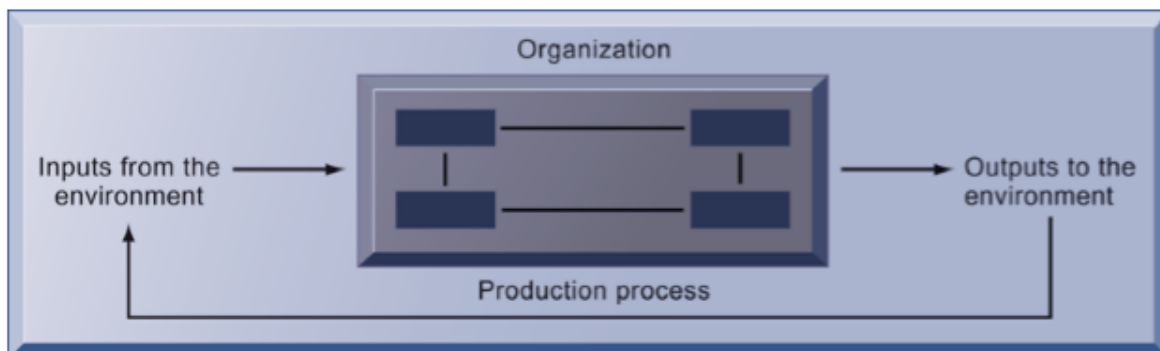 Organization
Inputs from the
environment
Outputs to the
environment
Production process